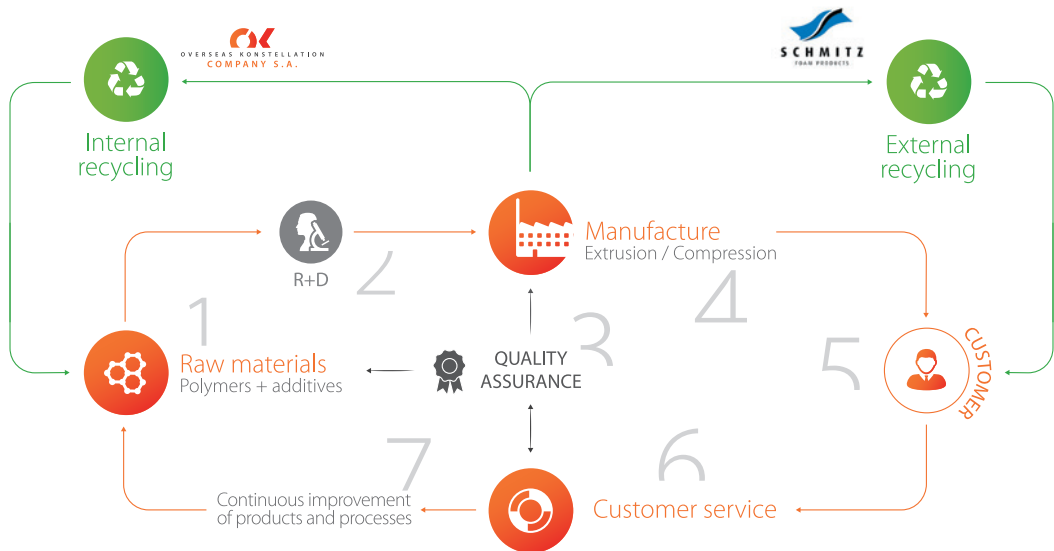 OK
OVERSEAS KONSTELLATION
COMPANY S.A.
SCHMITZ
FOAM PRODUCTS
Internal
recycling
External
recycling
R+D
2
Manufacture
Extrusion / Compression
4
1
Raw materials
Polymers + additives
QUALITY
ASSURANCE
3
5
CUSTOMER
7
Continuous improvement
of products and processes
6
Customer service